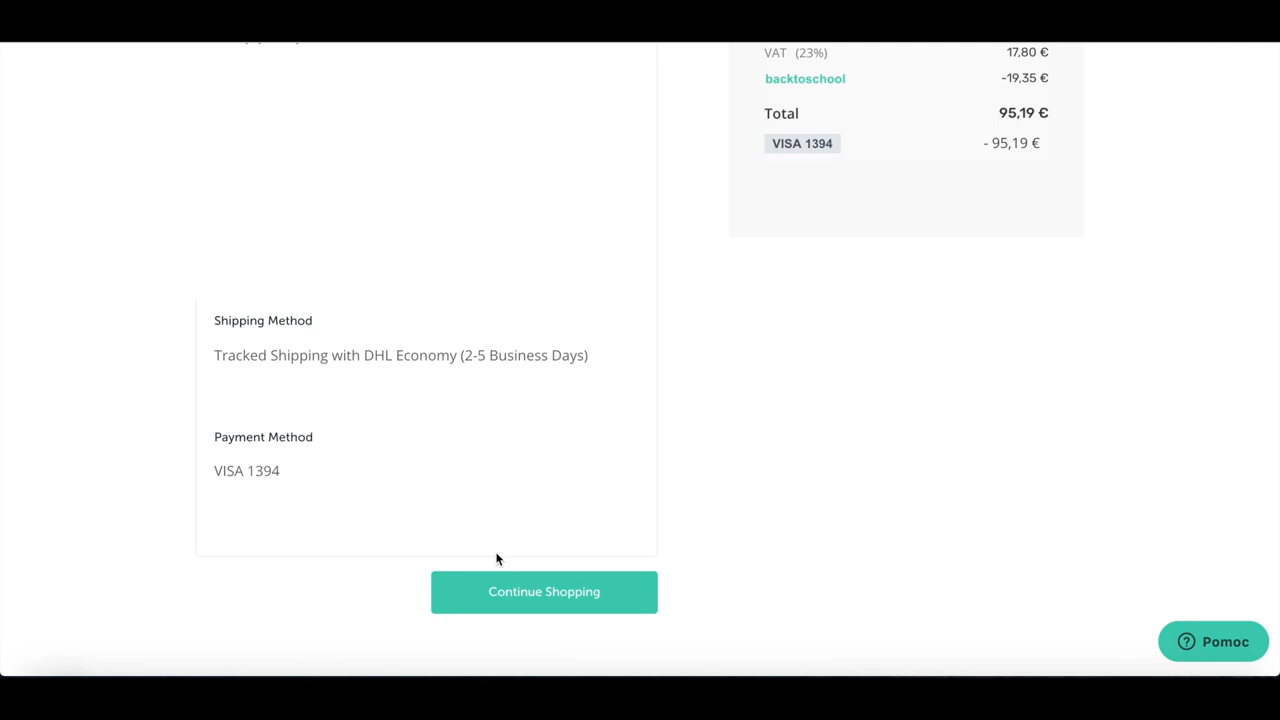 VAT (23%) 17,80 €
backtoschool -19,35 €
Total 95,19 €
VISA 1394 - 95,19 €
Shipping Method
Tracked Shipping with DHL Economy (2-5 Business Days)
Payment Method
VISA 1394
Continue Shopping
Pomoc